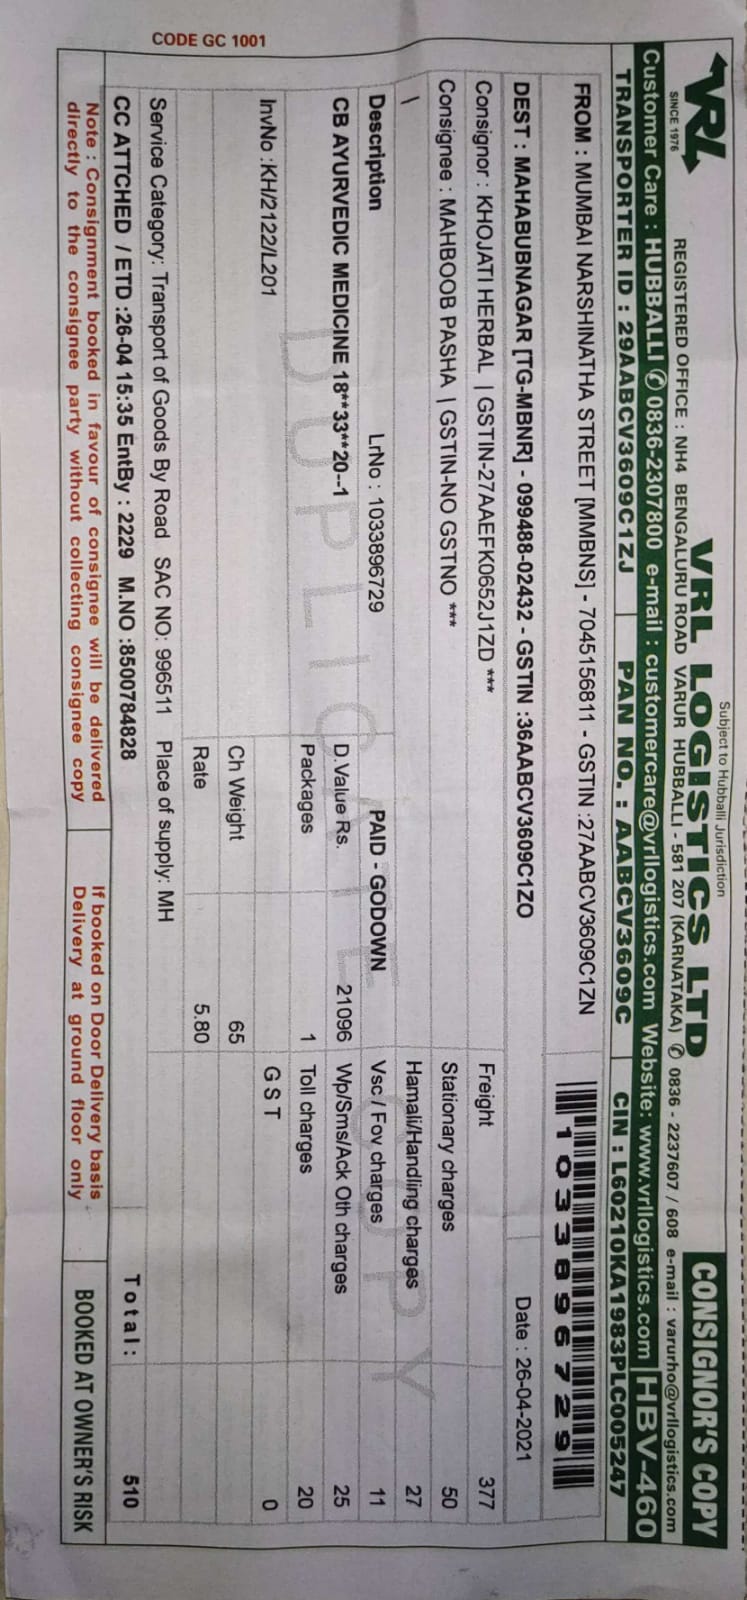 CODE GC 1001
VRL
SINCE 1976
Subject to Hubballi Jurisdiction
VRL LOGISTICS LTD
CONSIGNOR'S COPY
REGISTERED OFFICE : NH4 BENGALURU ROAD VARUR HUBBALLI - 581 207 (KARNATAKA) ✆ 0836 - 2237607 / 608 e-mail : varurho@vrllogistics.com
Customer Care : HUBBALLI ✆ 0836-2307800 e-mail : customercare@vrllogistics.com Website: www.vrllogistics.com HBV-460
TRANSPORTER ID : 29AABCV3609C1ZJ PAN NO. : AABCV3609C CIN : L60210KA1983PLC005247
FROM : MUMBAI NARSHINATHA STREET [MMBNS] - 7045156811 - GSTIN :27AABCV3609C1ZN
1033896729
DEST : MAHABUBNAGAR [TG-MBNR] - 099488-02432 - GSTIN :36AABCV3609C1ZO
Date : 26-04-2021
Consignor : KHOJATI HERBAL | GSTIN-27AAEFK0652J1ZD ***
Freight 377
Consignee : MAHBOOB PASHA | GSTIN-NO GSTNO ***
Stationary charges 50
\
Hamali/Handling charges 27
Description LrNo : 1033896729 PAID - GODOWN Vsc / Fov charges 11
CB AYURVEDIC MEDICINE 18**33**20--1 D.Value Rs. 21096 Wp/Sms/Ack Oth charges 25
Packages 1 Toll charges 20
InvNo :KH/2122/L201 G S T 0
Ch Weight 65
Rate 5.80
DUPLICATE COPY
Service Category: Transport of Goods By Road SAC NO: 996511 Place of supply: MH
CC ATTCHED / ETD :26-04 15:35 EntBy : 2229 M.NO :8500784828 Total : 510
Note : Consignment booked in favour of consignee will be delivered
directly to the consignee party without collecting consignee copy
If booked on Door Delivery basis
Delivery at ground floor only
BOOKED AT OWNER'S RISK